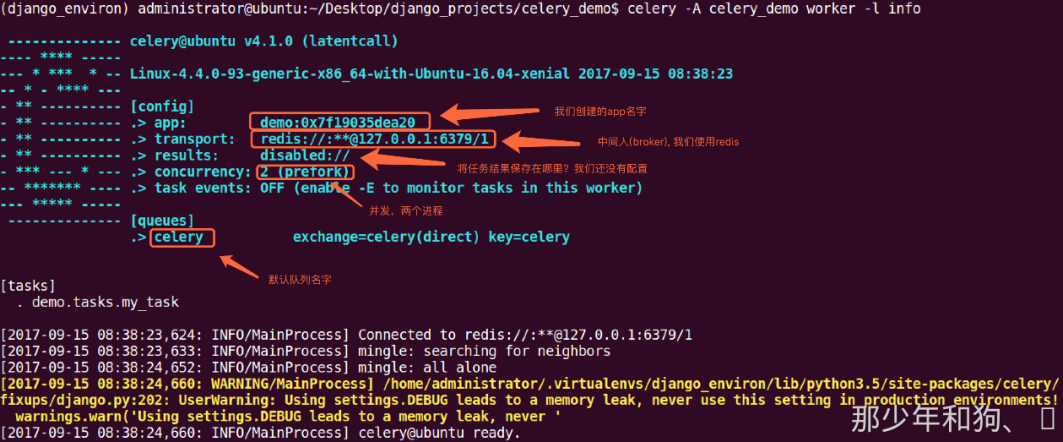 (django_environ) administrator@ubuntu:~/Desktop/django_projects/celery_demo$ celery -A celery_demo worker -l info
 -------------- celery@ubuntu v4.1.0 (latentcall)
---- **** -----
--- * ***  * -- Linux-4.4.0-93-generic-x86_64-with-Ubuntu-16.04-xenial 2017-09-15 08:38:23
-- * - **** ---
- ** ---------- [config]
- ** ---------- .> app:         demo:0x7f19035dea20 我们创建的app名字
- ** ---------- .> transport:   redis://:**@127.0.0.1:6379/1 中间人(broker), 我们使用redis
- ** ---------- .> results:     disabled:// 将任务结果保存在哪里? 我们还没有配置
- *** --- * --- .> concurrency: 2 (prefork)
-- ******* ---- .> task events: OFF (enable -E to monitor tasks in this worker)
--- ***** -----
并发, 两个进程
 -------------- [queues]
                .> celery           exchange=celery(direct) key=celery
默认队列名字
[tasks]
  . demo.tasks.my_task
[2017-09-15 08:38:23,624: INFO/MainProcess] Connected to redis://:**@127.0.0.1:6379/1
[2017-09-15 08:38:23,633: INFO/MainProcess] mingle: searching for neighbors
[2017-09-15 08:38:24,652: INFO/MainProcess] mingle: all alone
[2017-09-15 08:38:24,660: WARNING/MainProcess] /home/administrator/.virtualenvs/django_environ/lib/python3.5/site-packages/celery/
fixups/django.py:202: UserWarning: Using settings.DEBUG leads to a memory leak, never use this setting in production environments!
  warnings.warn('Using settings.DEBUG leads to a memory leak, never '
[2017-09-15 08:38:24,660: INFO/MainProcess] celery@ubuntu ready.
那少年和狗、